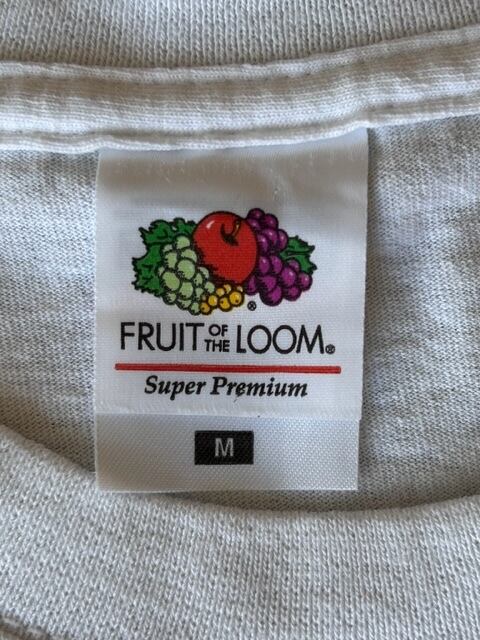 ®
FRUIT OF THE LOOM®
Super Premium
M